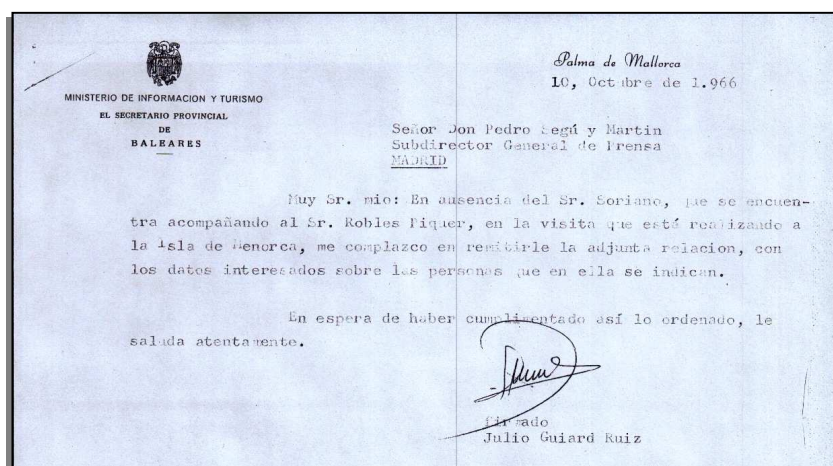 Palma de Mallorca
10, Octubre de 1.966
MINISTERIO DE INFORMACION Y TURISMO
EL SECRETARIO PROVINCIAL
DE
BALEARES
Señor Don Pedro Segú y Martin
Subdirector General de Prensa
MADRID
Muy Sr. mio: En ausencia del Sr. Soriano, que se encuen-
tra acompañando al Sr. Robles Piquer, en la visita que está realizando a
la Isla de Menorca, me complazco en remitirle la adjunta relacion, con
los datos interesados sobre las personas que en ella se indican.
En espera de haber cumplimentado así lo ordenado, le
saluda atentamente.
firmado
Julio Guiard Ruiz